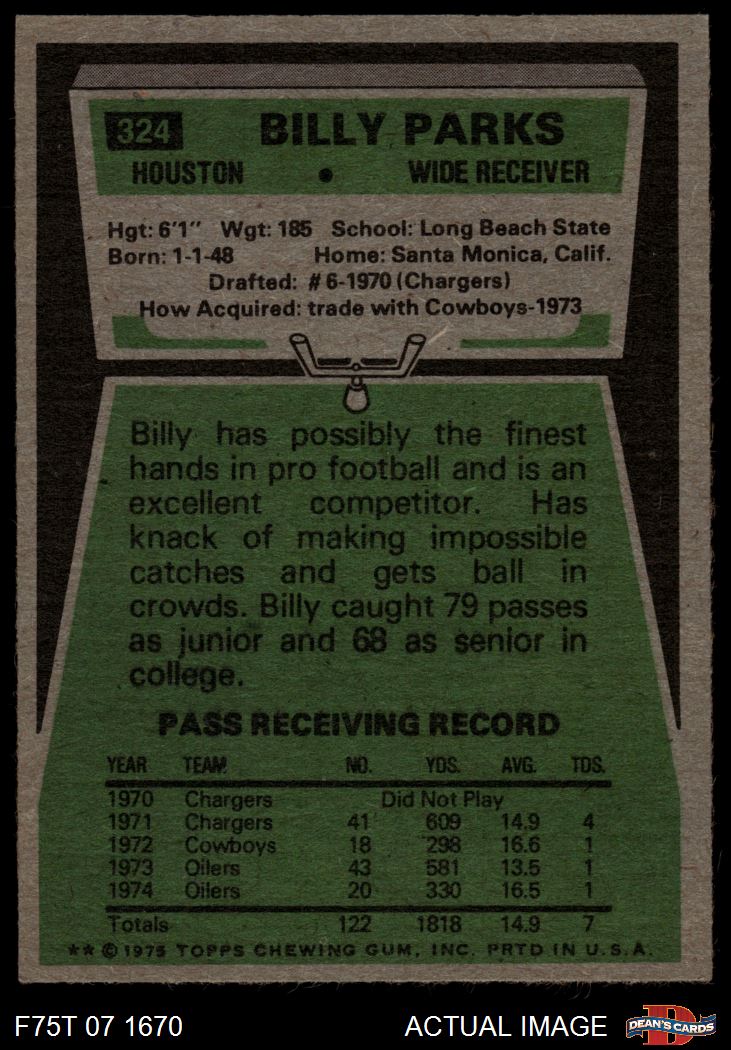 324 BILLY PARKS
HOUSTON • WIDE RECEIVER
Hgt: 6'1" Wgt: 185 School: Long Beach State
Born: 1-1-48 Home: Santa Monica, Calif.
Drafted: #6-1970 (Chargers)
How Acquired: trade with Cowboys-1973
Billy has possibly the finest
hands in pro football and is an
excellent competitor. Has
knack of making impossible
catches and gets ball in
crowds. Billy caught 79 passes
as junior and 68 as senior in
college.
PASS RECEIVING RECORD
YEAR TEAM NO. YDS. AVG. TDS.
1970 Chargers Did Not Play
1971 Chargers 41 609 14.9 4
1972 Cowboys 18 298 16.6 1
1973 Oilers 43 581 13.5 1
1974 Oilers 20 330 16.5 1
Totals 122 1818 14.9 7
** © 1975 TOPPS CHEWING GUM, INC. PRTD IN U.S.A.
F75T 07 1670 ACTUAL IMAGE DEAN'S CARDS